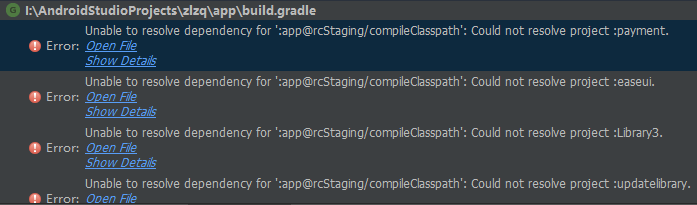 I:\AndroidStudioProjects\zlzq\app\build.gradle
Unable to resolve dependency for ':app@rcStaging/compileClasspath': Could not resolve project :payment.
Error: Open File
Show Details
Unable to resolve dependency for ':app@rcStaging/compileClasspath': Could not resolve project :easeui.
Error: Open File
Show Details
Unable to resolve dependency for ':app@rcStaging/compileClasspath': Could not resolve project :Library3.
Error: Open File
Show Details
Unable to resolve dependency for ':app@rcStaging/compileClasspath': Could not resolve project :updatelibrary.
Error: Open File